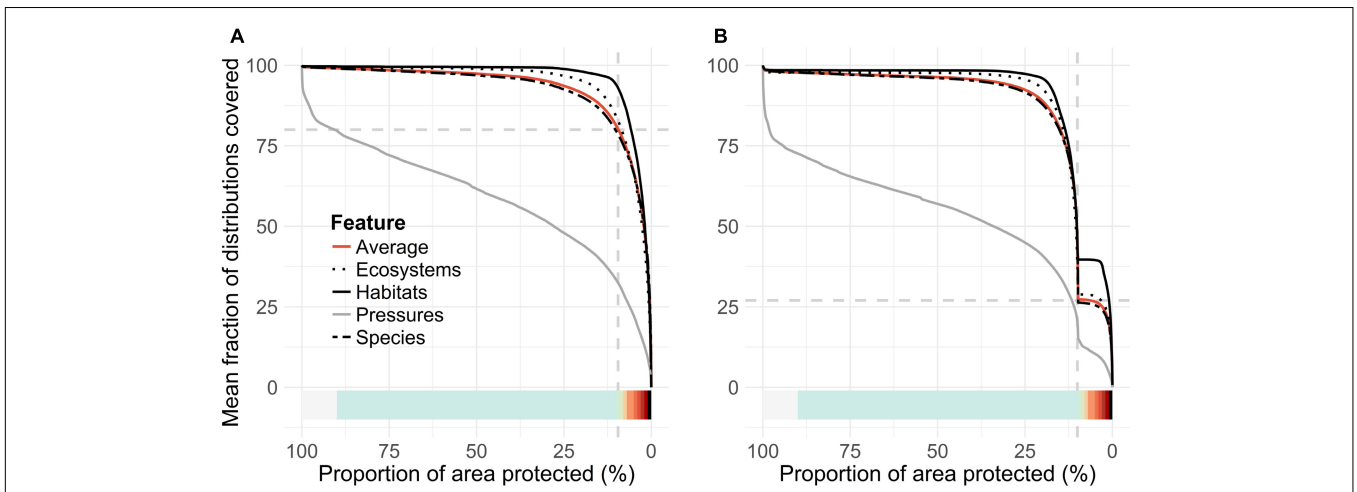 A
B
Mean fraction of distributions covered
100
75
50
25
0
Feature
Average
Ecosystems
Habitats
Pressures
Species
100 75 50 25 0
Proportion of area protected (%)
100
75
50
25
0
100 75 50 25 0
Proportion of area protected (%)